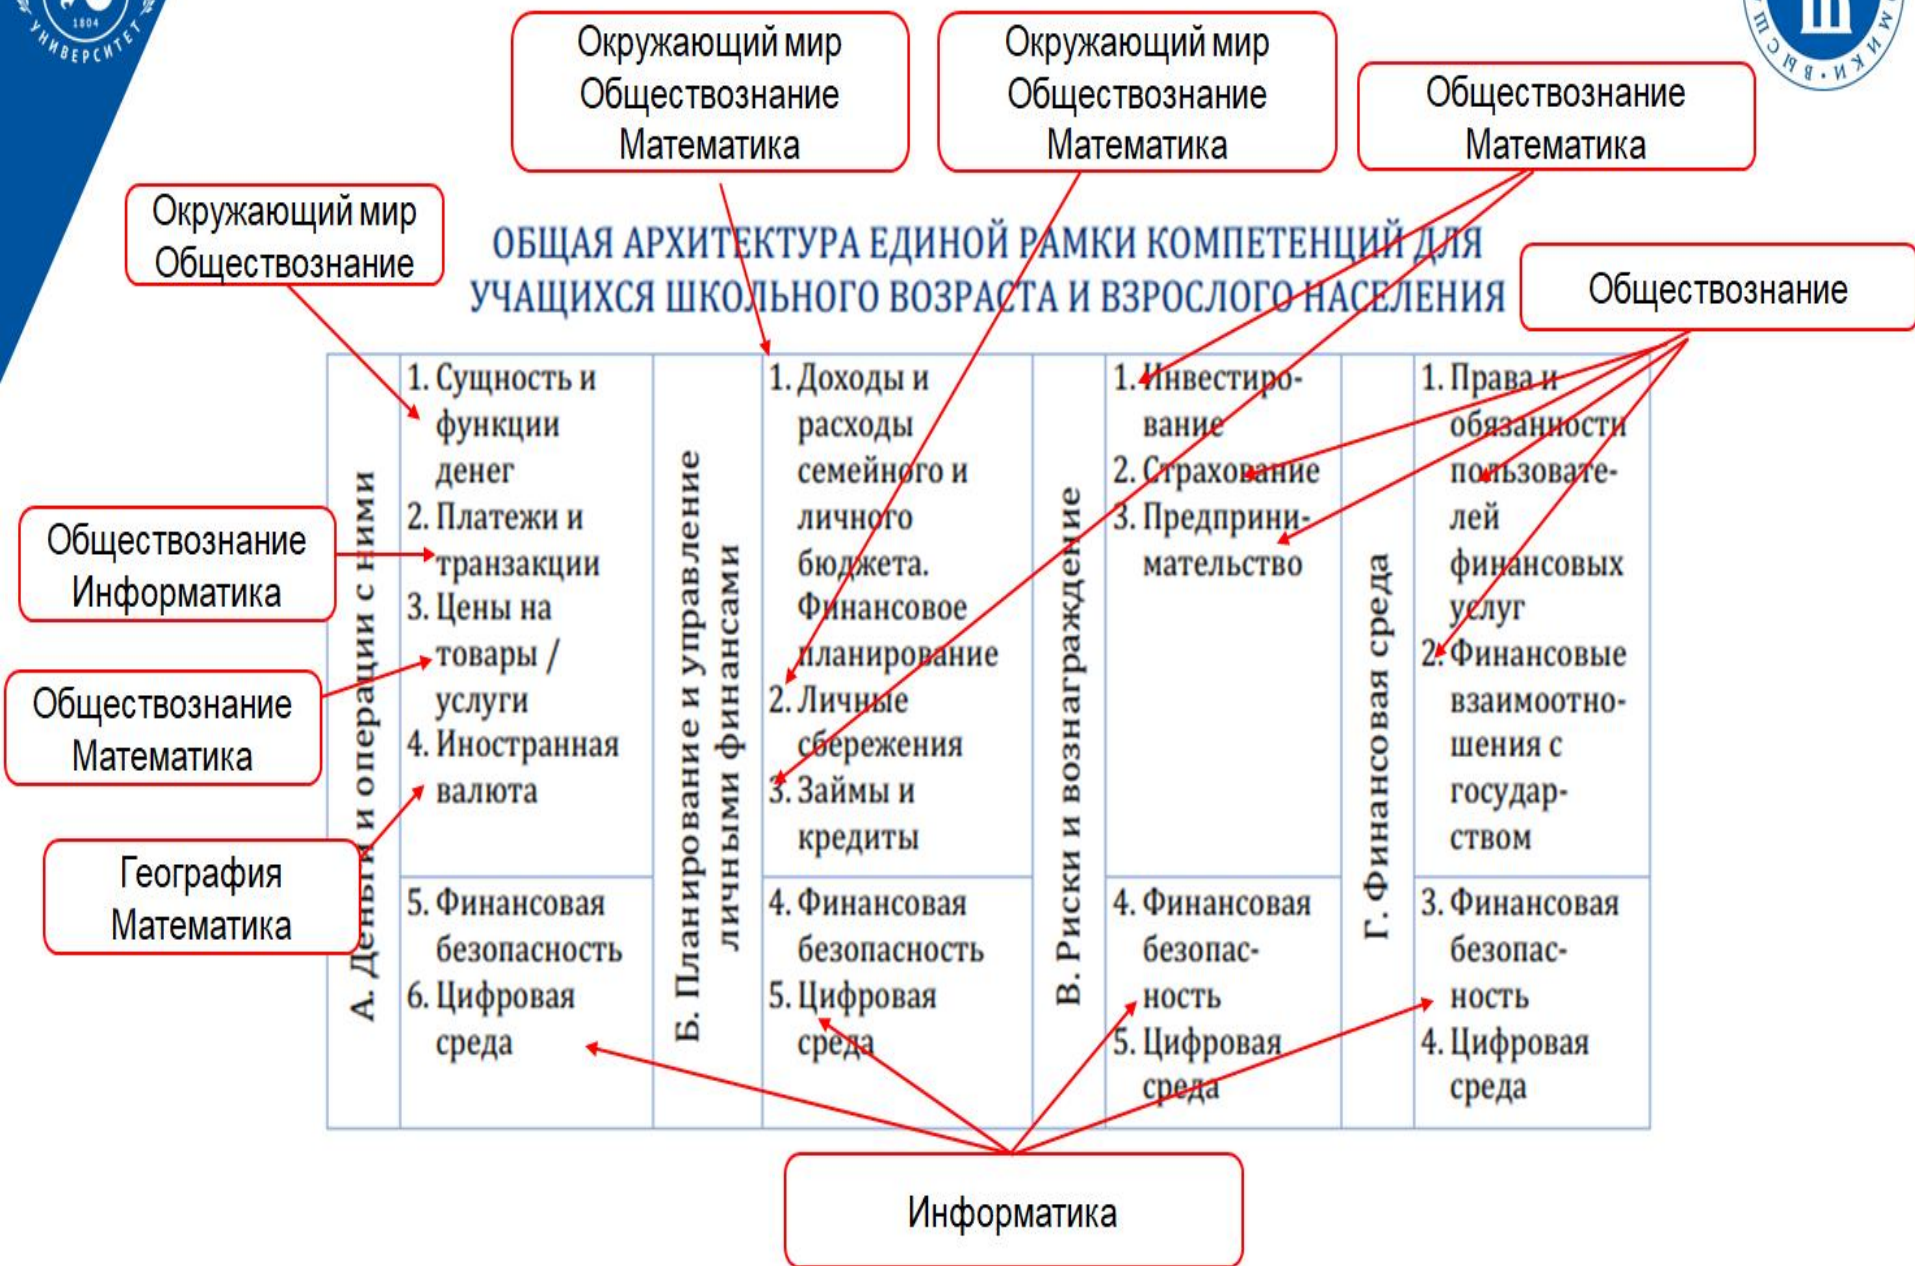 1804
УНИВЕРСИТЕТ
Окружающий мир
Обществознание
Математика
Окружающий мир
Обществознание
Математика
Обществознание
Математика
Окружающий мир
Обществознание
ОБЩАЯ АРХИТЕКТУРА ЕДИНОЙ РАМКИ КОМПЕТЕНЦИЙ ДЛЯ
УЧАЩИХСЯ ШКОЛЬНОГО ВОЗРАСТА И ВЗРОСЛОГО НАСЕЛЕНИЯ
Обществознание
Обществознание
Информатика
Обществознание
Математика
География
Математика
А. Деньги и операции с ними
1. Сущность и
функции
денег
2. Платежи и
транзакции
3. Цены на
товары /
услуги
4. Иностранная
валюта
5. Финансовая
безопасность
6. Цифровая
среда
Б. Планирование и управление
личными финансами
1. Доходы и
расходы
семейного и
личного
бюджета.
Финансовое
планирование
2. Личные
сбережения
3. Займы и
кредиты
4. Финансовая
безопасность
5. Цифровая
среда
В. Риски и вознаграждение
1. Инвестиро-
вание
2. Страхование
3. Предприни-
мательство
4. Финансовая
безопас-
ность
5. Цифровая
среда
Г. Финансовая среда
1. Права и
обязанности
пользовате-
лей
финансовых
услуг
2. Финансовые
взаимоотно-
шения с
государ-
ством
3. Финансовая
безопас-
ность
4. Цифровая
среда
Информатика